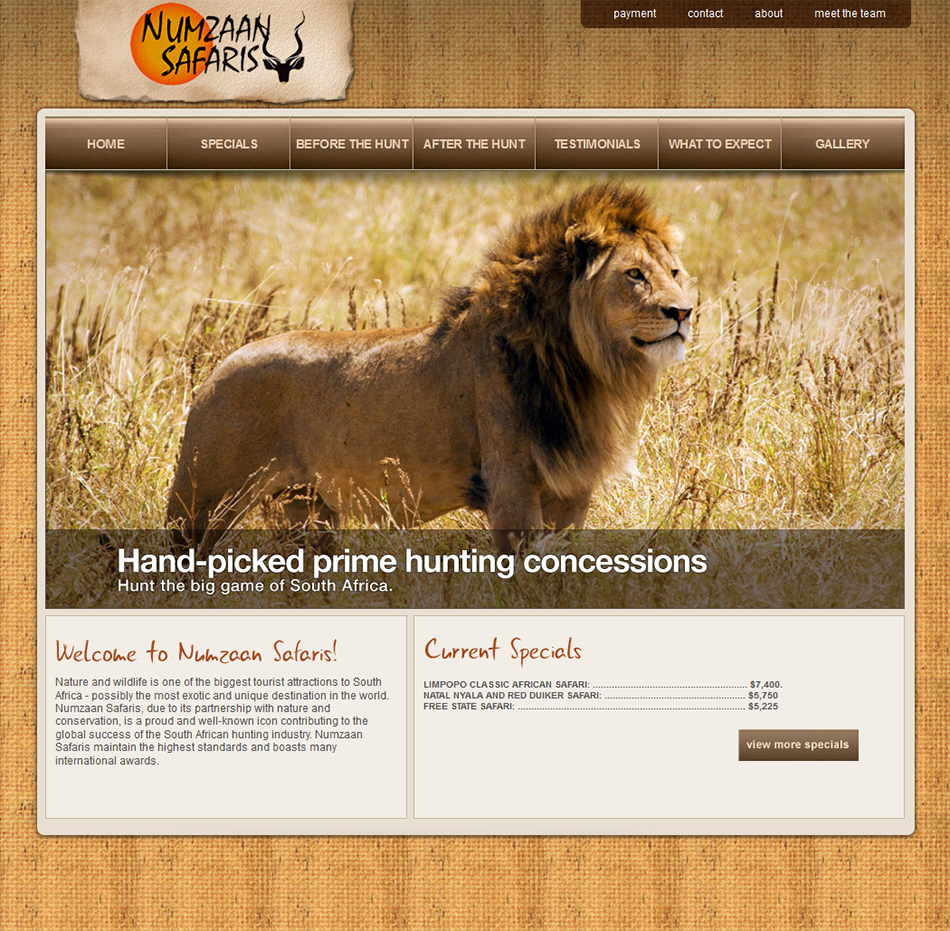 NUMZAAN
SAFARIS
payment contact about meet the team
HOME SPECIALS BEFORE THE HUNT AFTER THE HUNT TESTIMONIALS WHAT TO EXPECT GALLERY
Hand-picked prime hunting concessions
Hunt the big game of South Africa.
Welcome to Numzaan Safaris!
Nature and wildlife is one of the biggest tourist attractions to South
Africa - possibly the most exotic and unique destination in the world.
Numzaan Safaris, due to its partnership with nature and
conservation, is a proud and well-known icon contributing to the
global success of the South African hunting industry. Numzaan
Safaris maintain the highest standards and boasts many
international awards.
Current Specials
LIMPOPO CLASSIC AFRICAN SAFARI: ........................................................ $7,400.
NATAL NYALA AND RED DUIKER SAFARI: ................................................... $5,750
FREE STATE SAFARI: .................................................................................. $5,225
view more specials